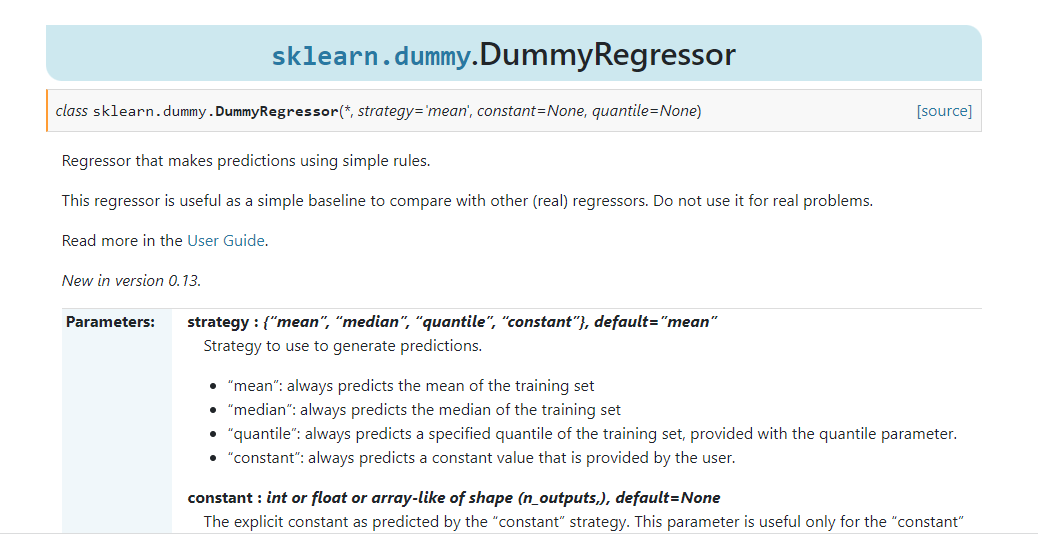 sklearn.dummy.DummyRegressor
class sklearn.dummy.DummyRegressor(*, strategy='mean', constant=None, quantile=None) [source]
Regressor that makes predictions using simple rules.
This regressor is useful as a simple baseline to compare with other (real) regressors. Do not use it for real problems.
Read more in the User Guide.
New in version 0.13.
Parameters: strategy : {“mean”, “median”, “quantile”, “constant”}, default=”mean”
Strategy to use to generate predictions.
• “mean”: always predicts the mean of the training set
• “median”: always predicts the median of the training set
• “quantile”: always predicts a specified quantile of the training set, provided with the quantile parameter.
• “constant”: always predicts a constant value that is provided by the user.
constant : int or float or array-like of shape (n_outputs,), default=None
The explicit constant as predicted by the “constant” strategy. This parameter is useful only for the “constant”